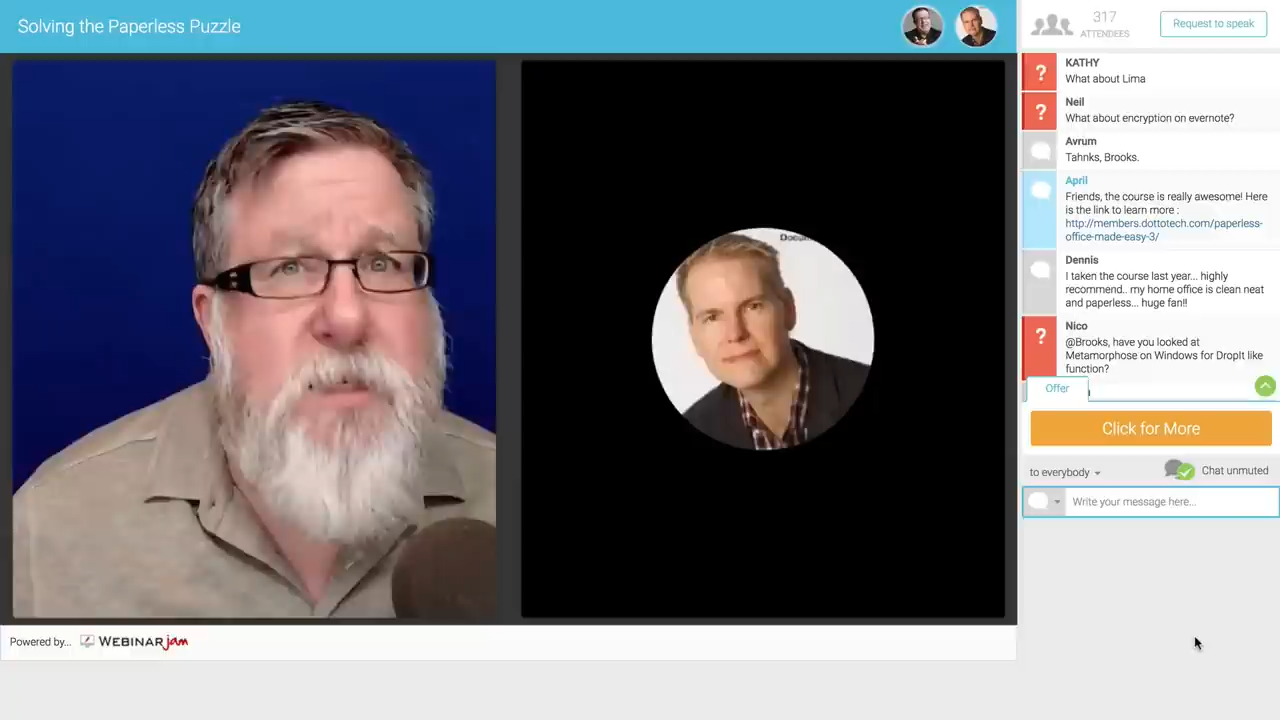 Solving the Paperless Puzzle
317
ATTENDEES
Request to speak
KATHY
What about Lima
Neil
What about encryption on evernote?
Avrum
Tahnks, Brooks.
April
Friends, the course is really awesome! Here
is the link to learn more :
http://members.dottotech.com/paperless-
office-made-easy-3/
Dennis
I taken the course last year... highly
recommend.. my home office is clean neat
and paperless... huge fan!!
Nico
@Brooks, have you looked at
Metamorphose on Windows for DropIt like
function?
Offer
Click for More
to everybody
Chat unmuted
Write your message here...
Powered by... WEBINARjam